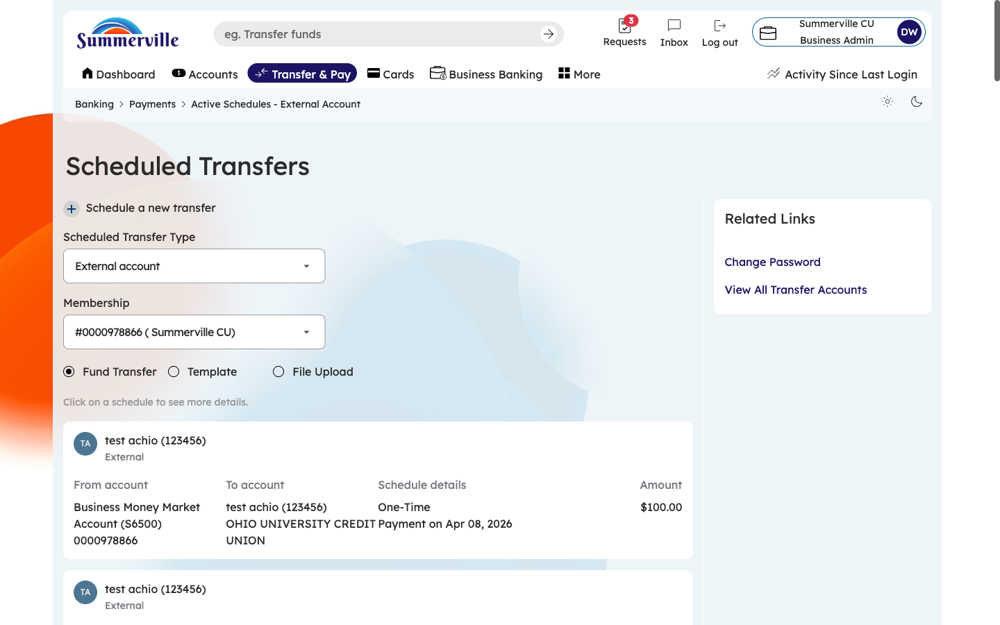 Summerville
eg. Transfer funds
3
Requests
Inbox
Log out
Summerville CU
Business Admin
DW
Dashboard
$
Accounts
Transfer & Pay
Cards
Business Banking
More
Activity Since Last Login
Banking > Payments > Active Schedules - External Account
Scheduled Transfers
+ Schedule a new transfer
Scheduled Transfer Type
External account
Membership
#0000978866 ( Summerville CU)
Fund Transfer
Template
File Upload
Click on a schedule to see more details.
TA
test achio (123456)
External
From account
Business Money Market
Account (S6500)
0000978866
To account
test achio (123456)
OHIO UNIVERSITY CREDIT
UNION
Schedule details
One-Time
Payment on Apr 08, 2026
Amount
$100.00
TA
test achio (123456)
External
Related Links
Change Password
View All Transfer Accounts